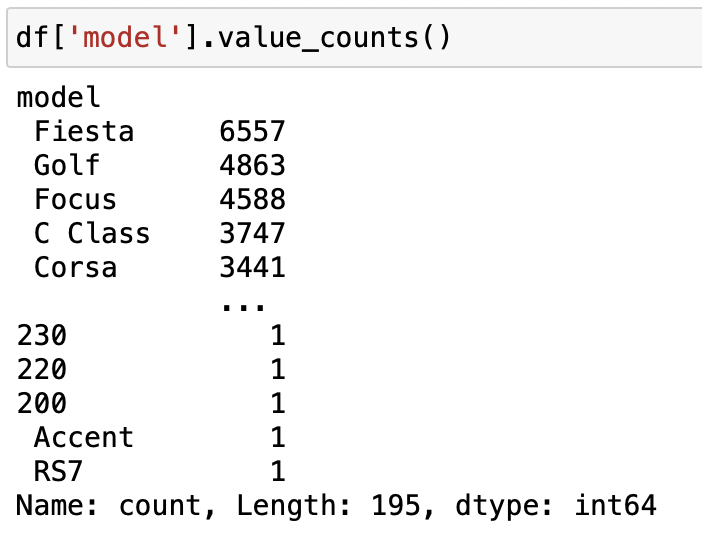 df['model'].value_counts()
model
 Fiesta     6557
 Golf       4863
 Focus      4588
 C Class    3747
 Corsa      3441
            ...
230            1
220            1
200            1
 Accent        1
 RS7           1
Name: count, Length: 195, dtype: int64